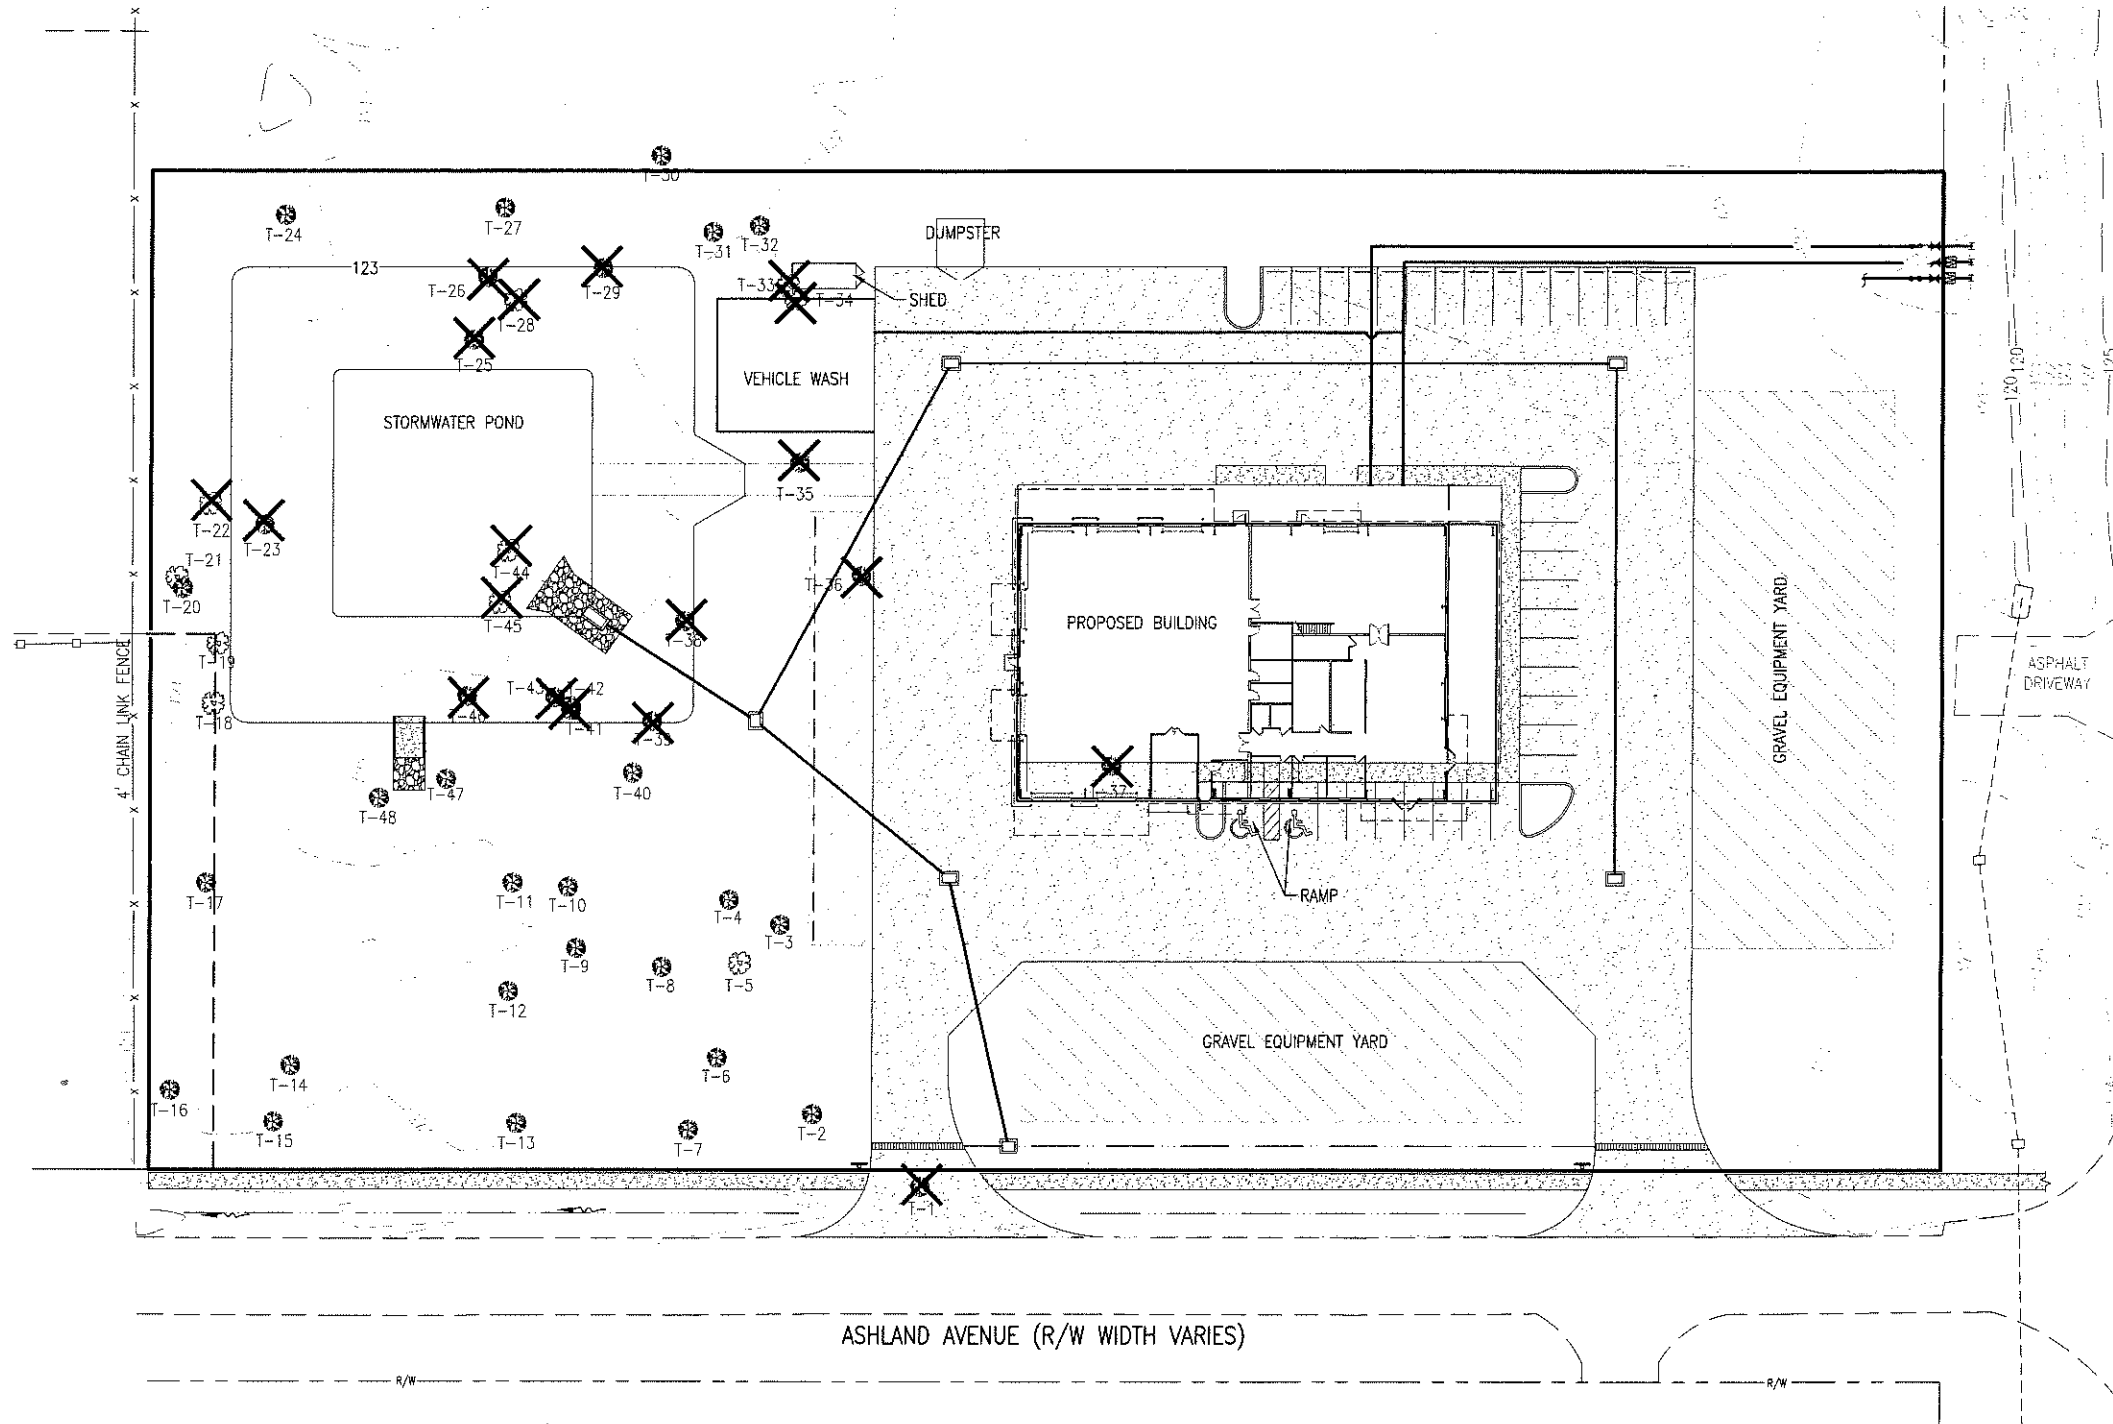 T-30
T-24
T-27
T-31
T-32
DUMPSTER
123
T-26
T-29
T-33
T-34
SHED
T-28
T-25
VEHICLE WASH
STORMWATER POND
120
120
125
T-35
T-22
T-23
T-21
T-44
T-36
T-20
T-45
T-38
PROPOSED BUILDING
T-19
4' CHAIN LINK FENCE
GRAVEL EQUIPMENT YARD
ASPHALT
DRIVEWAY
T-18
T-46
T-43
T-42
T-41
T-39
T-47
T-40
T-37
T-48
T-17
T-11
T-10
T-4
RAMP
T-3
T-9
T-8
T-5
T-12
GRAVEL EQUIPMENT YARD
T-14
T-6
T-16
T-15
T-13
T-7
T-2
T-1
ASHLAND AVENUE (R/W WIDTH VARIES)
R/W
R/W